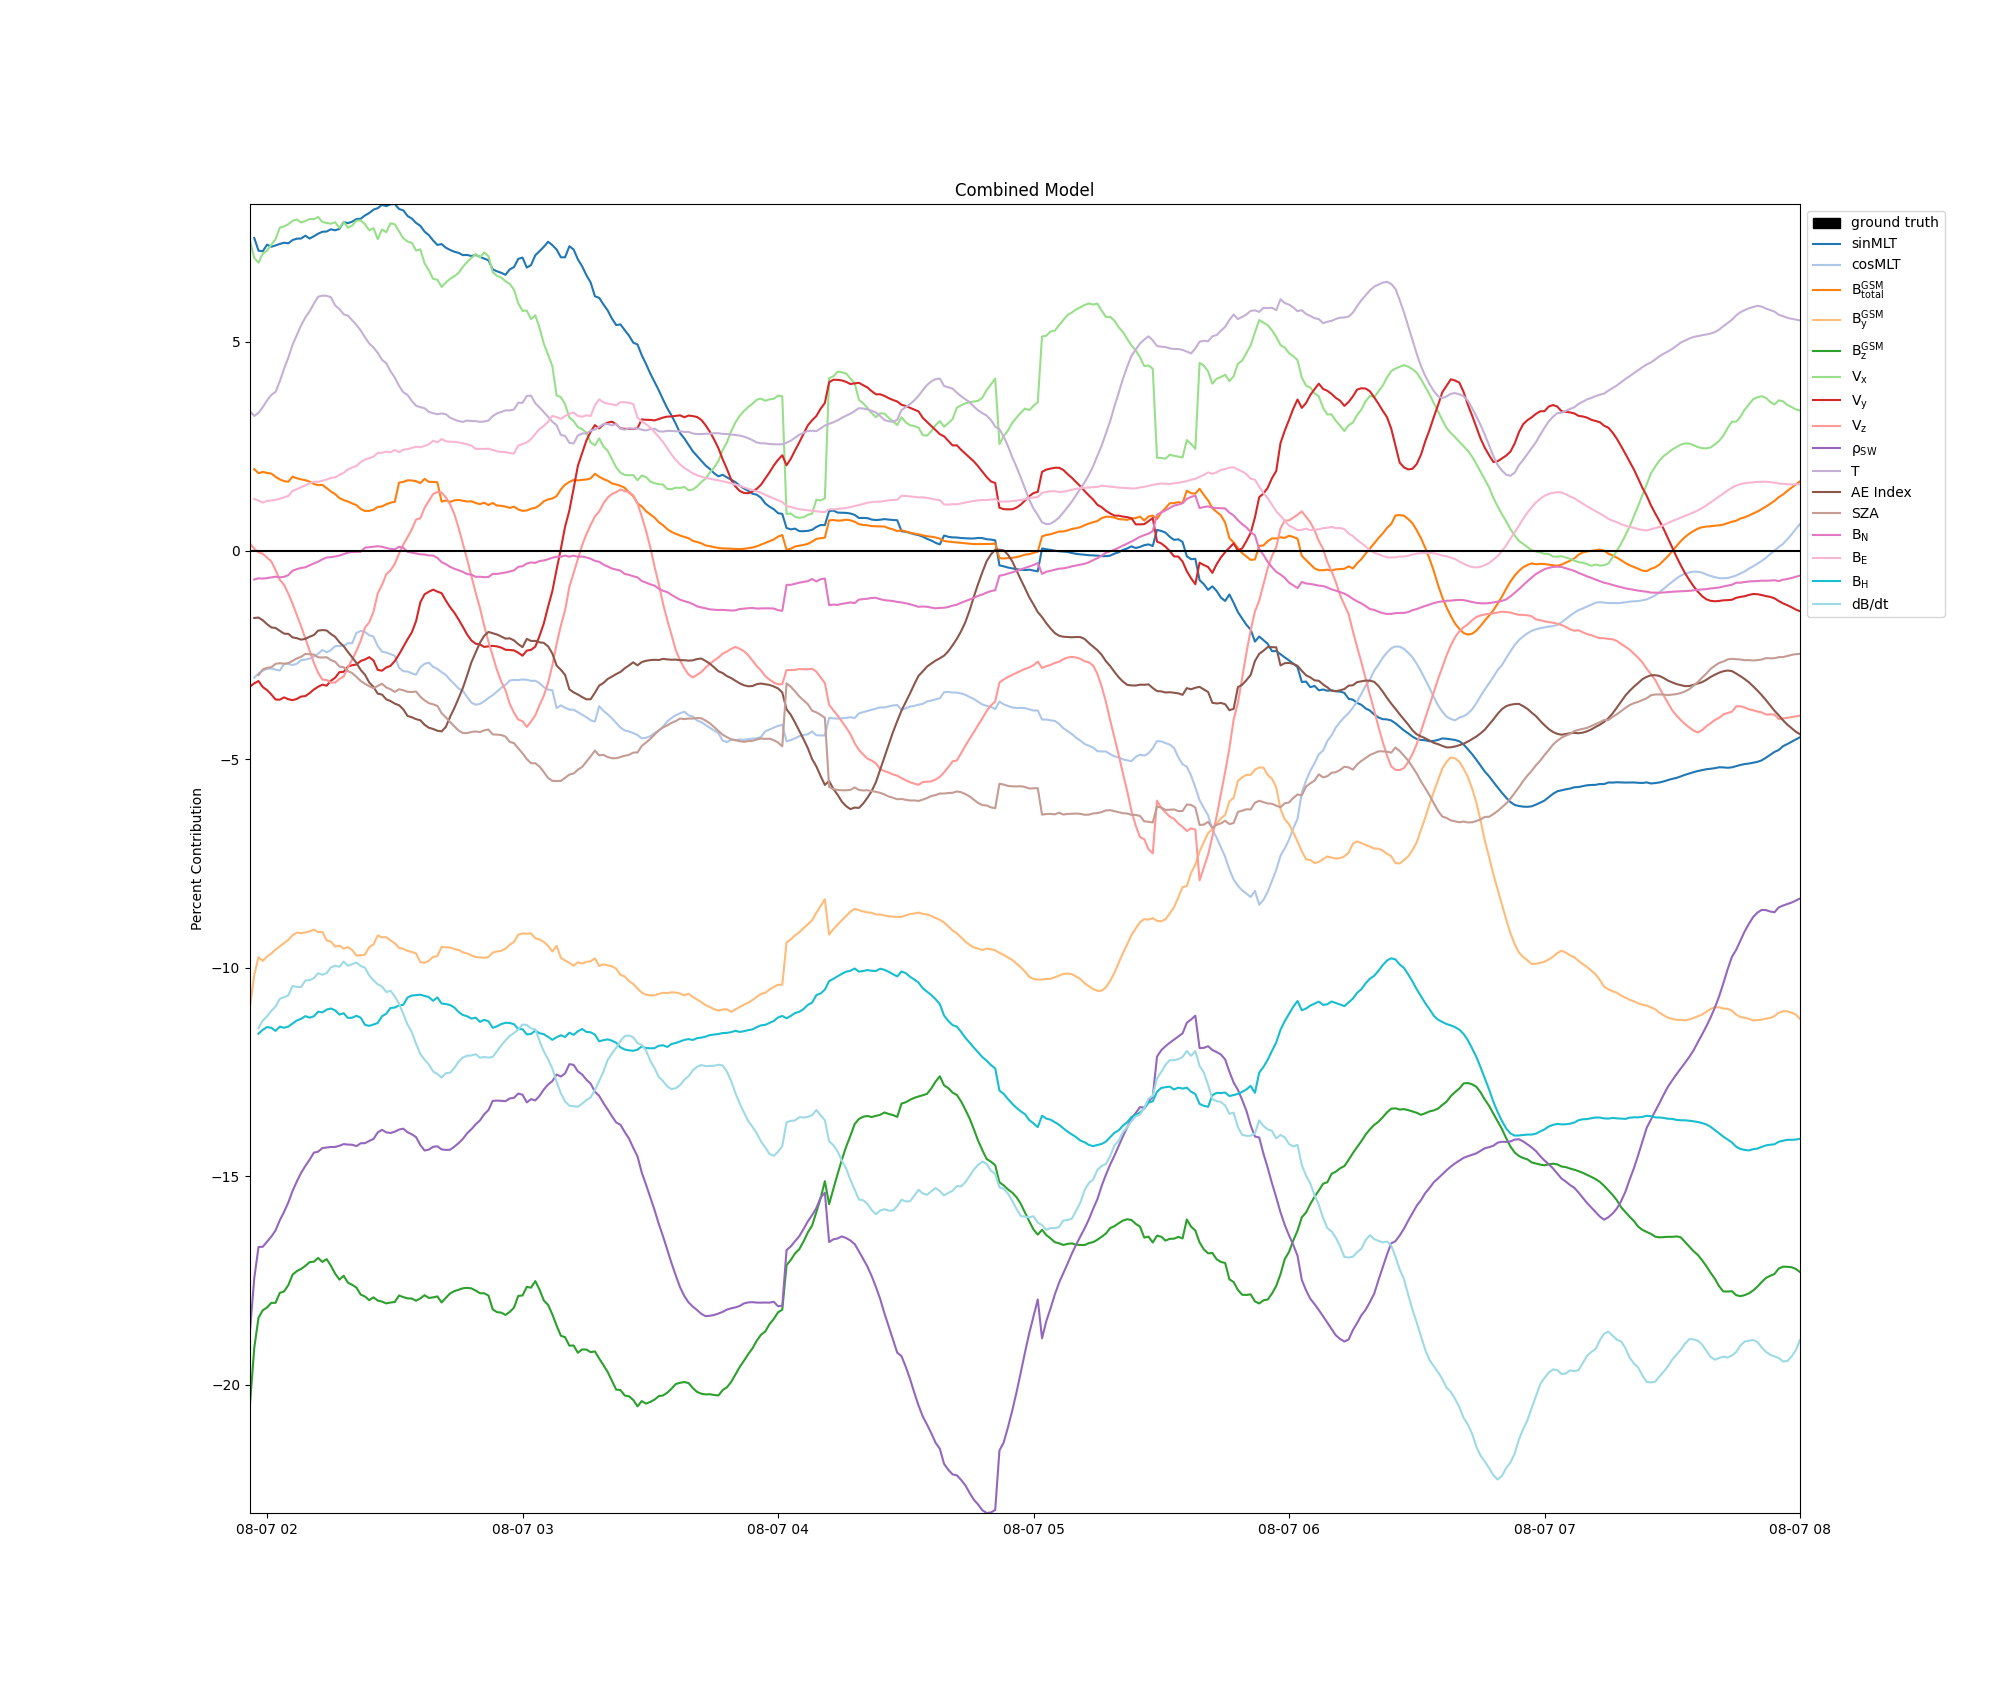 Combined Model
Percent Contribution
5
0
−5
−10
−15
−20
08-07 02
08-07 03
08-07 04
08-07 05
08-07 06
08-07 07
08-07 08
ground truth
sinMLT
cosMLT
B^GSM_total
B^GSM_y
B^GSM_z
V_x
V_y
V_z
ρ_SW
T
AE Index
SZA
B_N
B_E
B_H
dB/dt